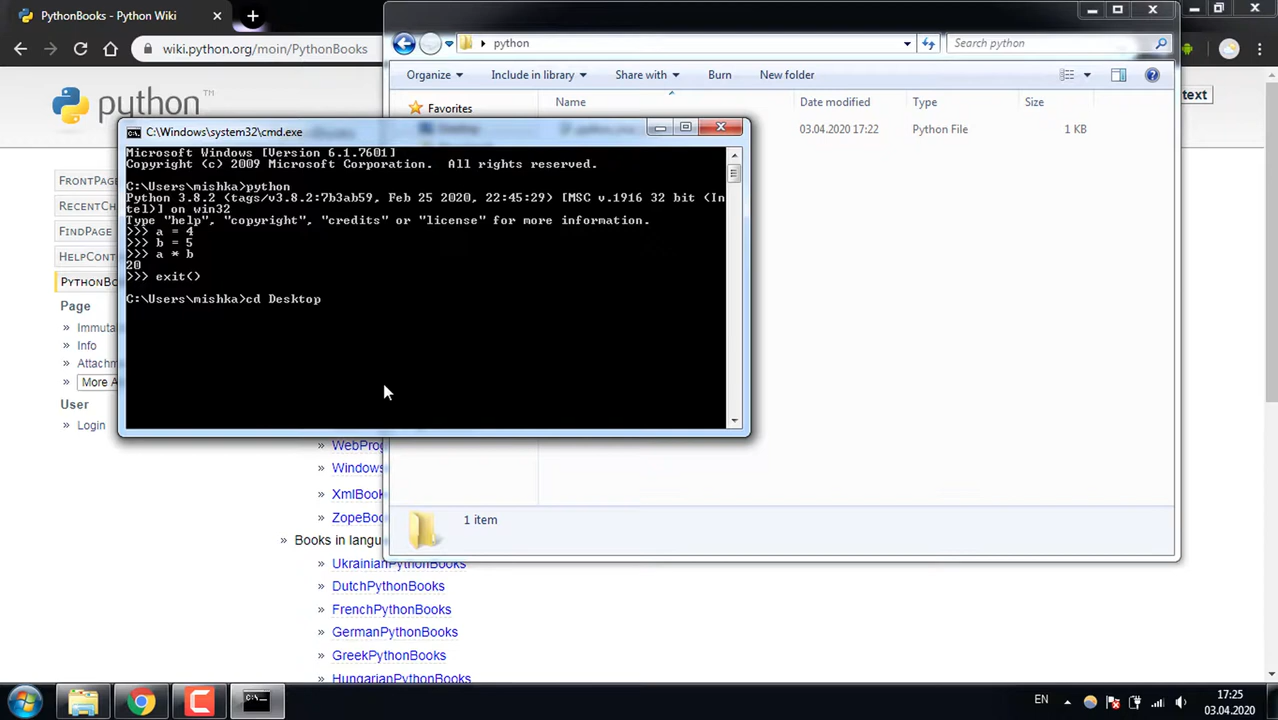 PythonBooks - Python Wiki
wiki.python.org/moin/PythonBooks
python
Search python
Organize
Include in library
Share with
Burn
New folder
Favorites
Name
Date modified
Type
Size
03.04.2020 17:22
Python File
1 KB
python
text
FRONTPAGE
RECENTCH
FINDPAGE
HELPCONT
PYTHONBO
Page
Immuta
Info
Attachm
More A
User
Login
C:\Windows\system32\cmd.exe
Microsoft Windows [Version 6.1.7601]
Copyright (c) 2009 Microsoft Corporation.  All rights reserved.
C:\Users\mishka>python
Python 3.8.2 (tags/v3.8.2:7b3ab59, Feb 25 2020, 22:45:29) [MSC v.1916 32 bit (In
tel)] on win32
Type "help", "copyright", "credits" or "license" for more information.
>>> a = 4
>>> b = 5
>>> a * b
20
>>> exit()
C:\Users\mishka>cd Desktop
WebProg
Windows
XmlBook
ZopeBoo
Books in langu
UkrainianPythonBooks
DutchPythonBooks
FrenchPythonBooks
GermanPythonBooks
GreekPythonBooks
HungarianPythonBooks
1 item
EN
17:25
03.04.2020